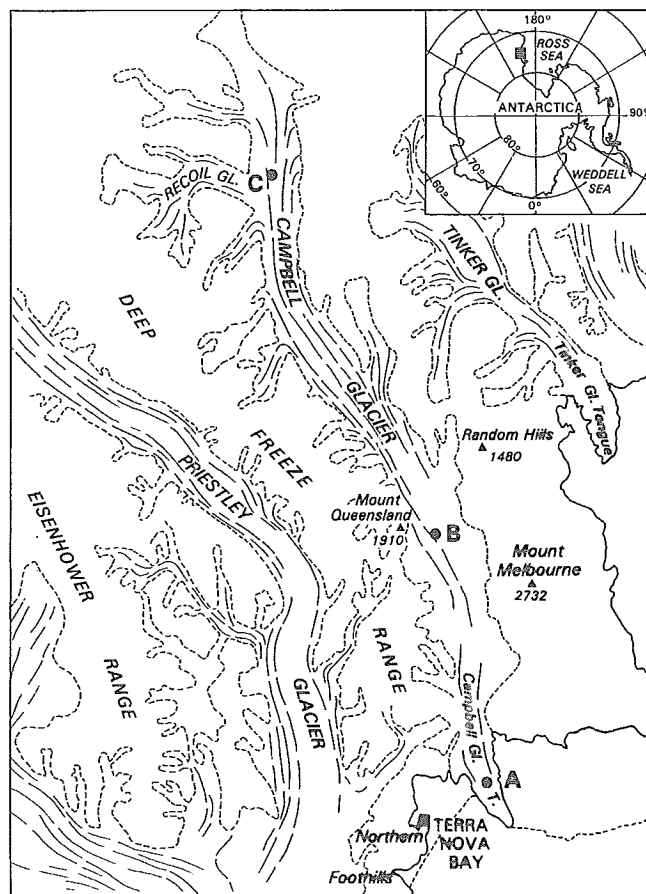 180°
ROSS
SEA
ANTARCTICA
90°
80°
70°
60°
WEDDELL
SEA
0°
RECOIL GL.
C
CAMPBELL
GLACIER
TINKER GL.
Tinker
Gl. Tongue
DEEP
FREEZE
RANGE
Random Hills
1480
PRIESTLEY
GLACIER
Mount
Queensland
1910
B
Mount
Melbourne
2732
EISENHOWER
RANGE
Campbell Gl.
T.
A
Northern
Foothills
TERRA
NOVA
BAY